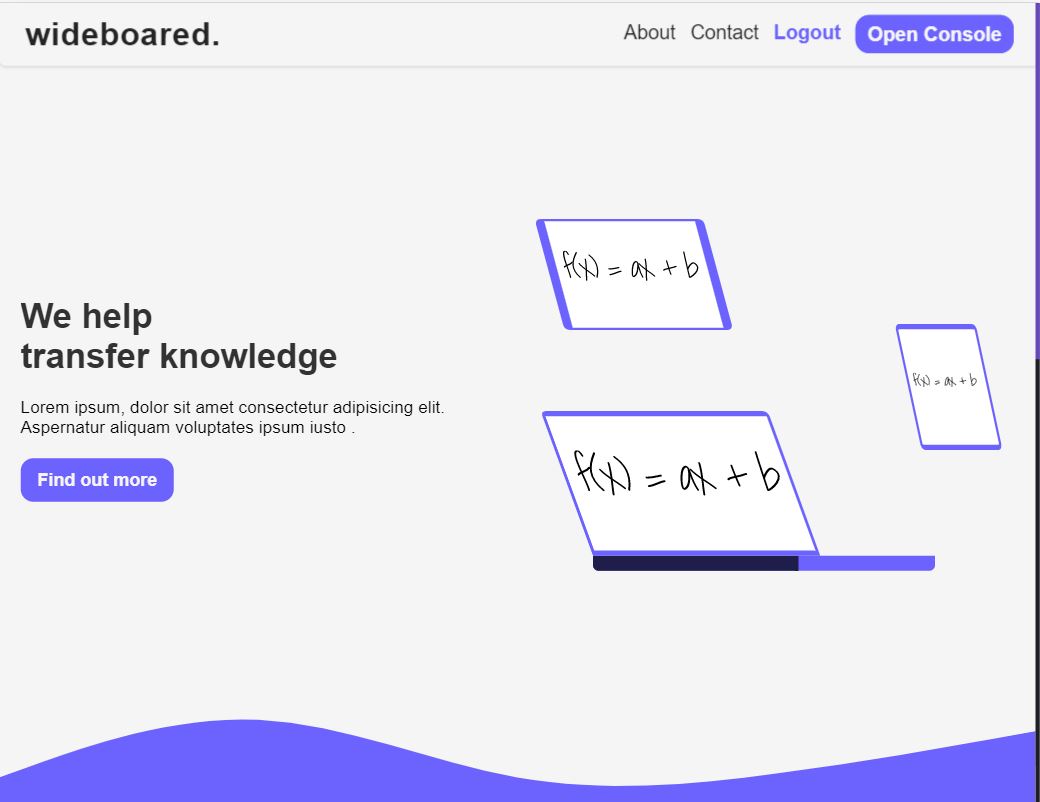 wideboared.
About Contact Logout Open Console
f(x) = ax + b
We help
transfer knowledge
f(x) = ax + b
Lorem ipsum, dolor sit amet consectetur adipisicing elit.
Aspernatur aliquam voluptates ipsum iusto .
Find out more
f(x) = ax + b